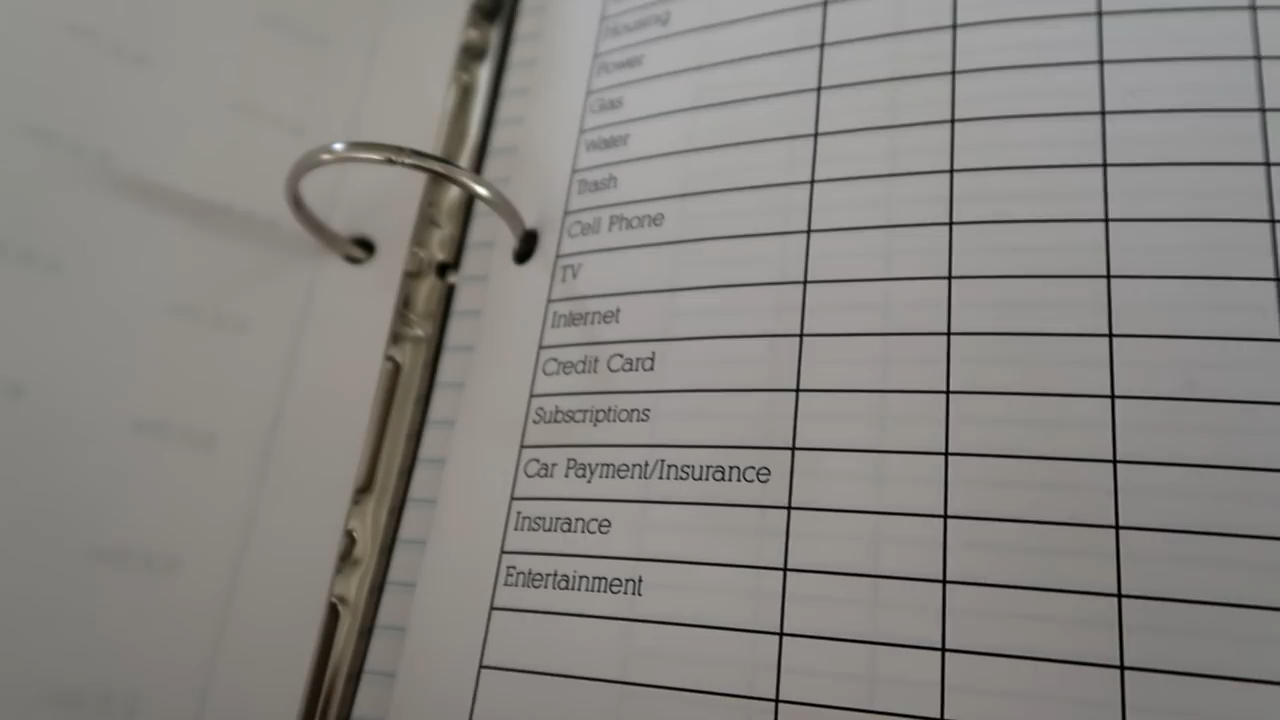 Housing
Power
Gas
Water
Trash
Cell Phone
TV
Internet
Credit Card
Subscriptions
Car Payment/Insurance
Insurance
Entertainment